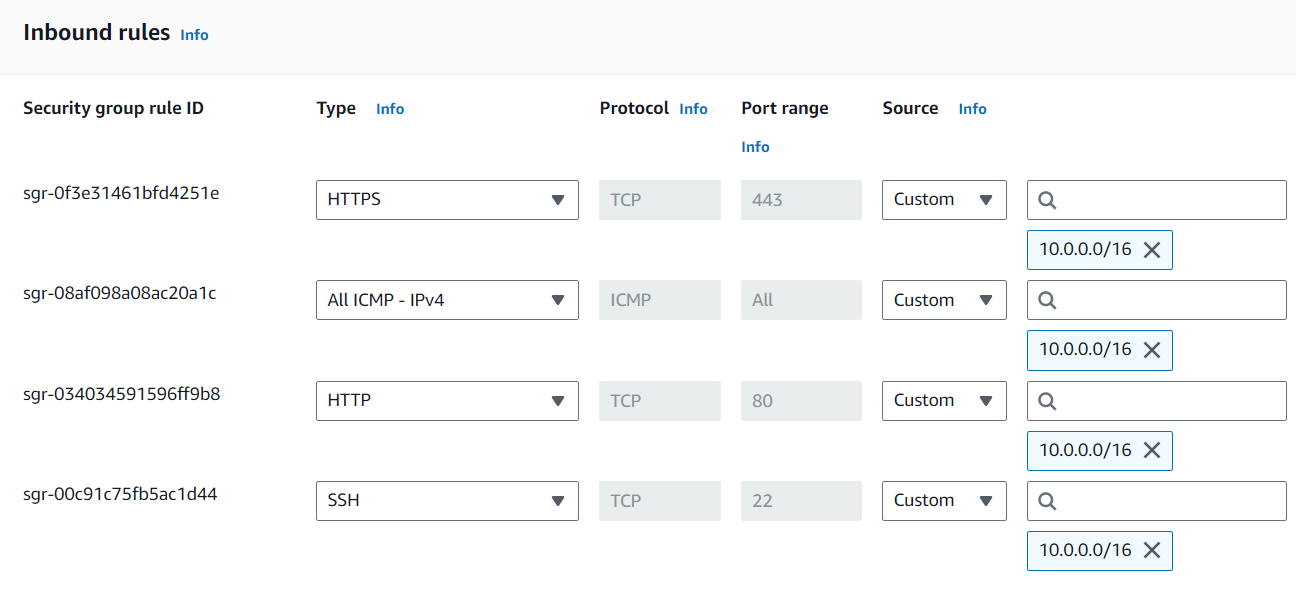 Inbound rules Info
Security group rule ID Type Info Protocol Info Port range Source Info
Info
sgr-0f3e31461bfd4251e HTTPS TCP 443 Custom
10.0.0.0/16
sgr-08af098a08ac20a1c All ICMP - IPv4 ICMP All Custom
10.0.0.0/16
sgr-034034591596ff9b8 HTTP TCP 80 Custom
10.0.0.0/16
sgr-00c91c75fb5ac1d44 SSH TCP 22 Custom
10.0.0.0/16